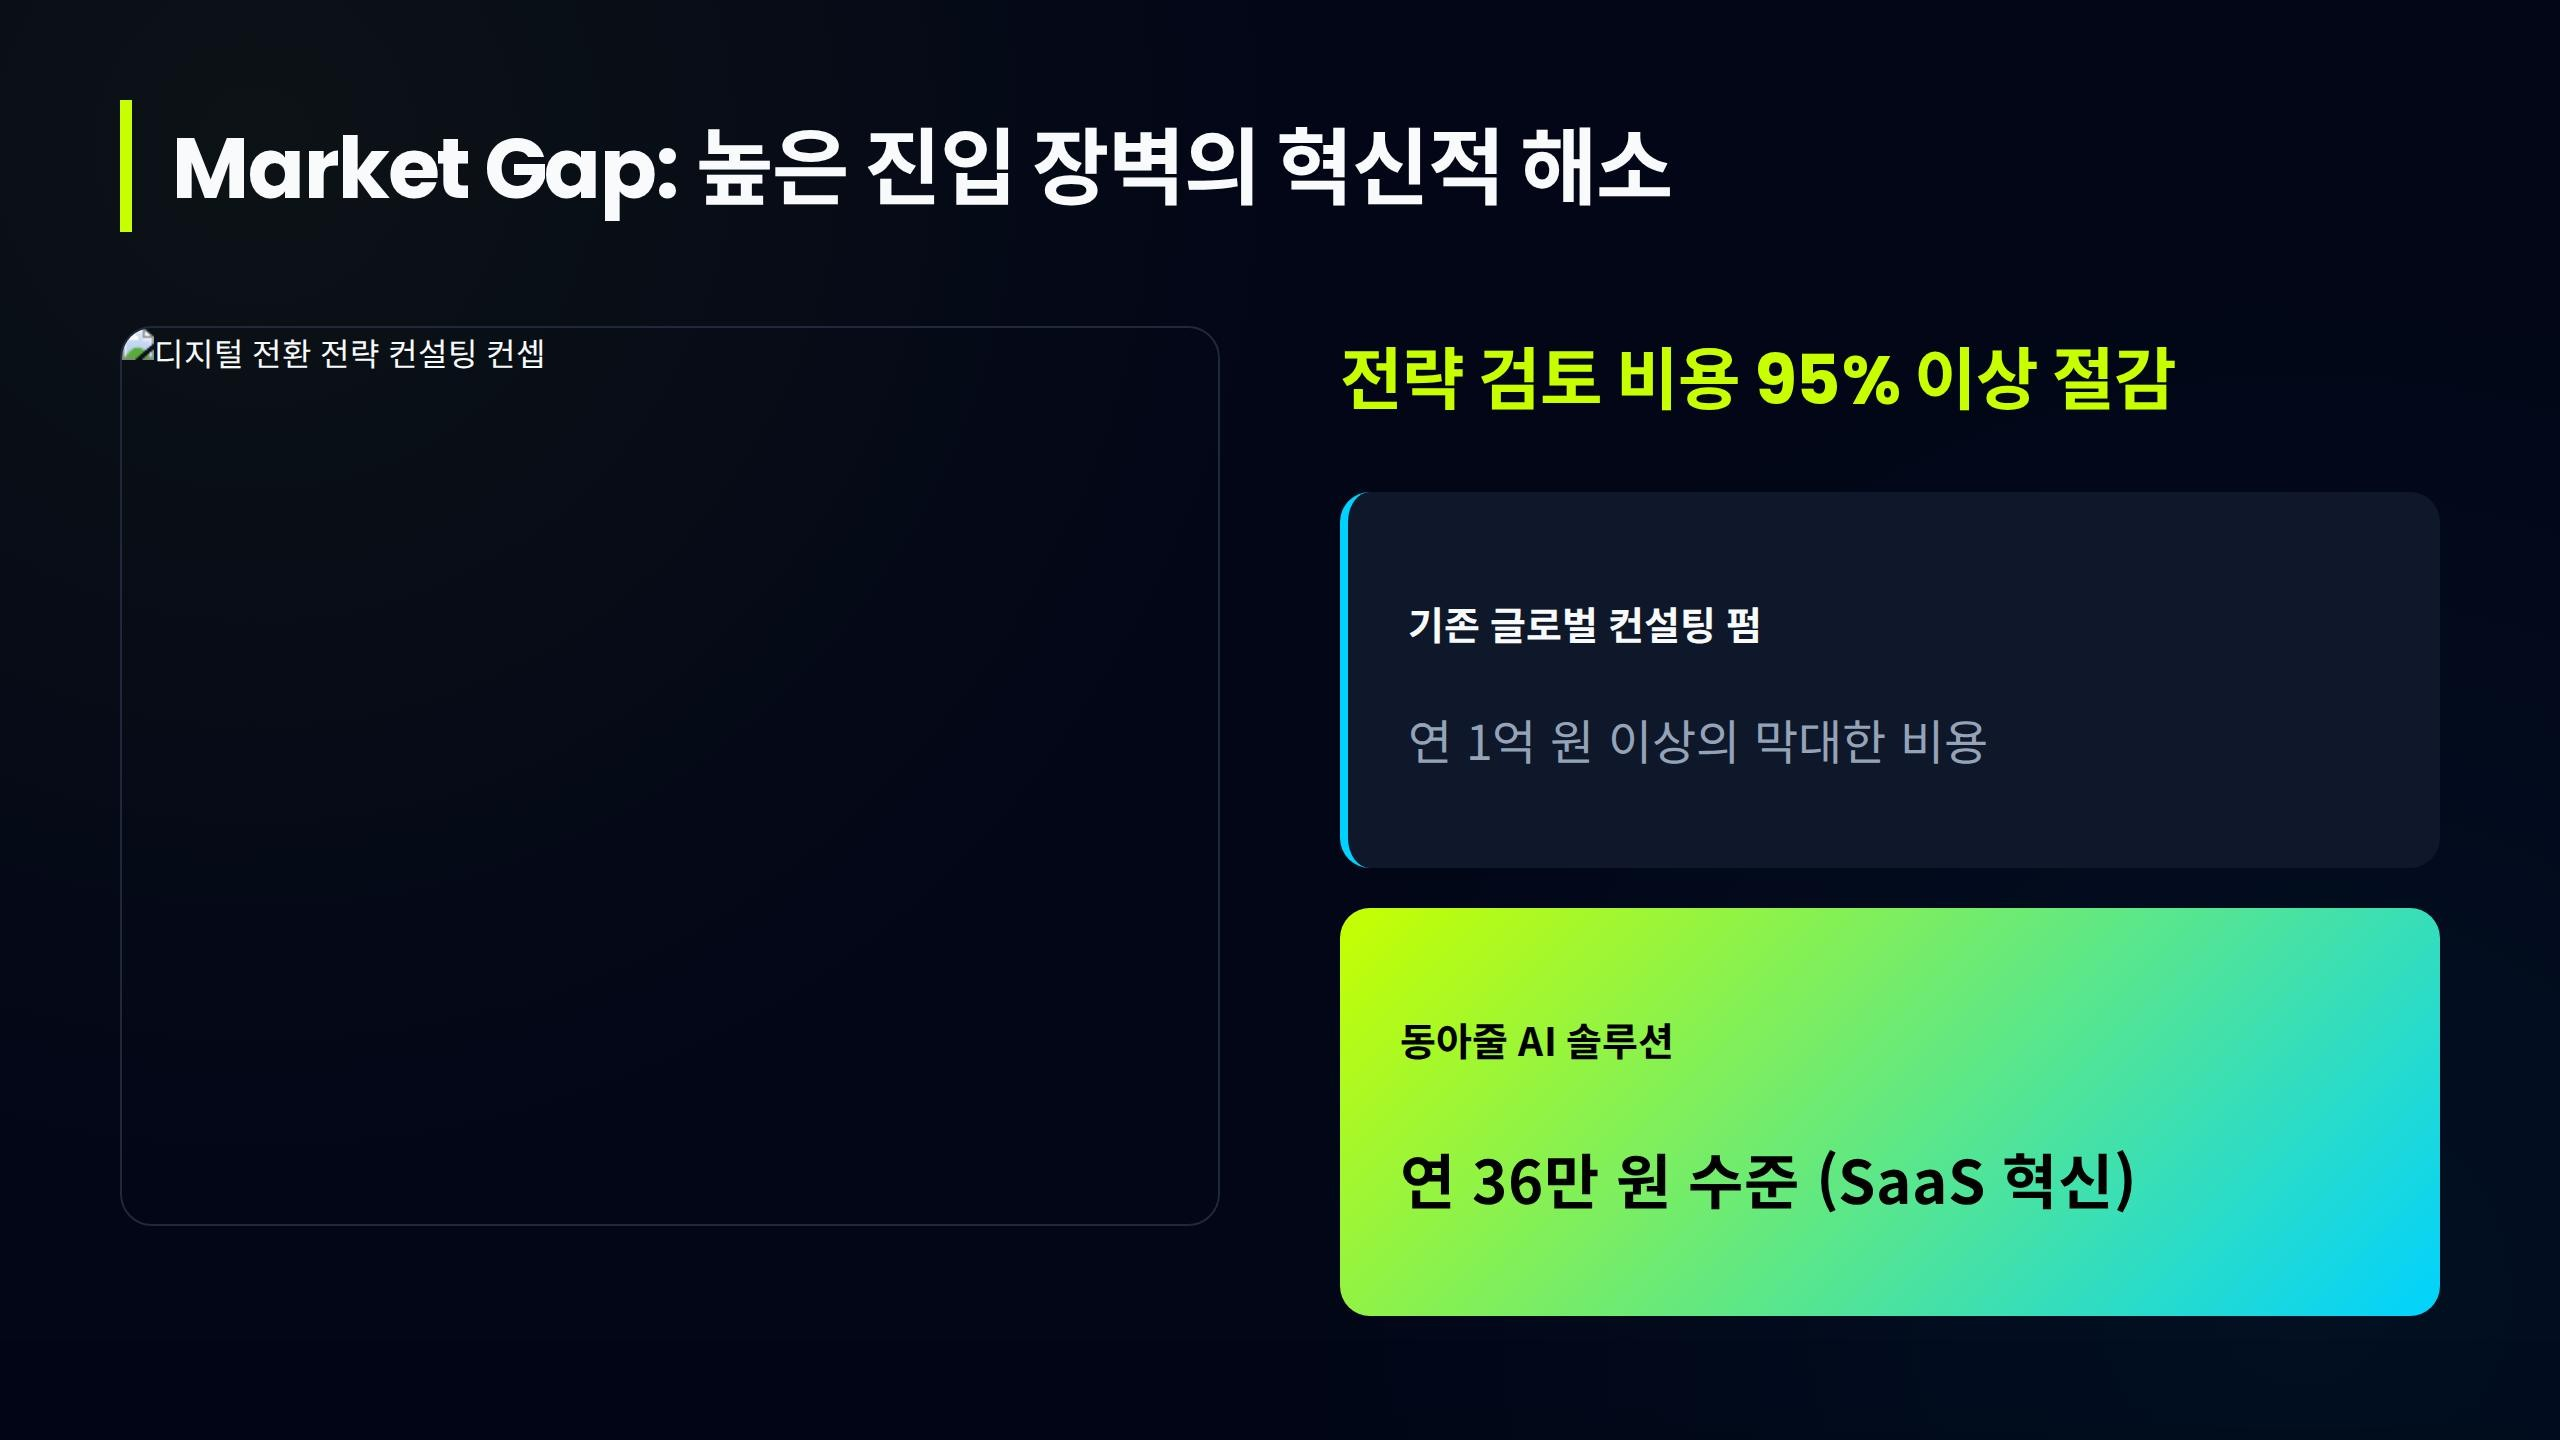 Market Gap: 높은 진입 장벽의 혁신적 해소
디지털 전환 전략 컨설팅 컨셉
전략 검토 비용 95% 이상 절감
기존 글로벌 컨설팅 펌
연 1억 원 이상의 막대한 비용
동아줄 AI 솔루션
연 36만 원 수준 (SaaS 혁신)